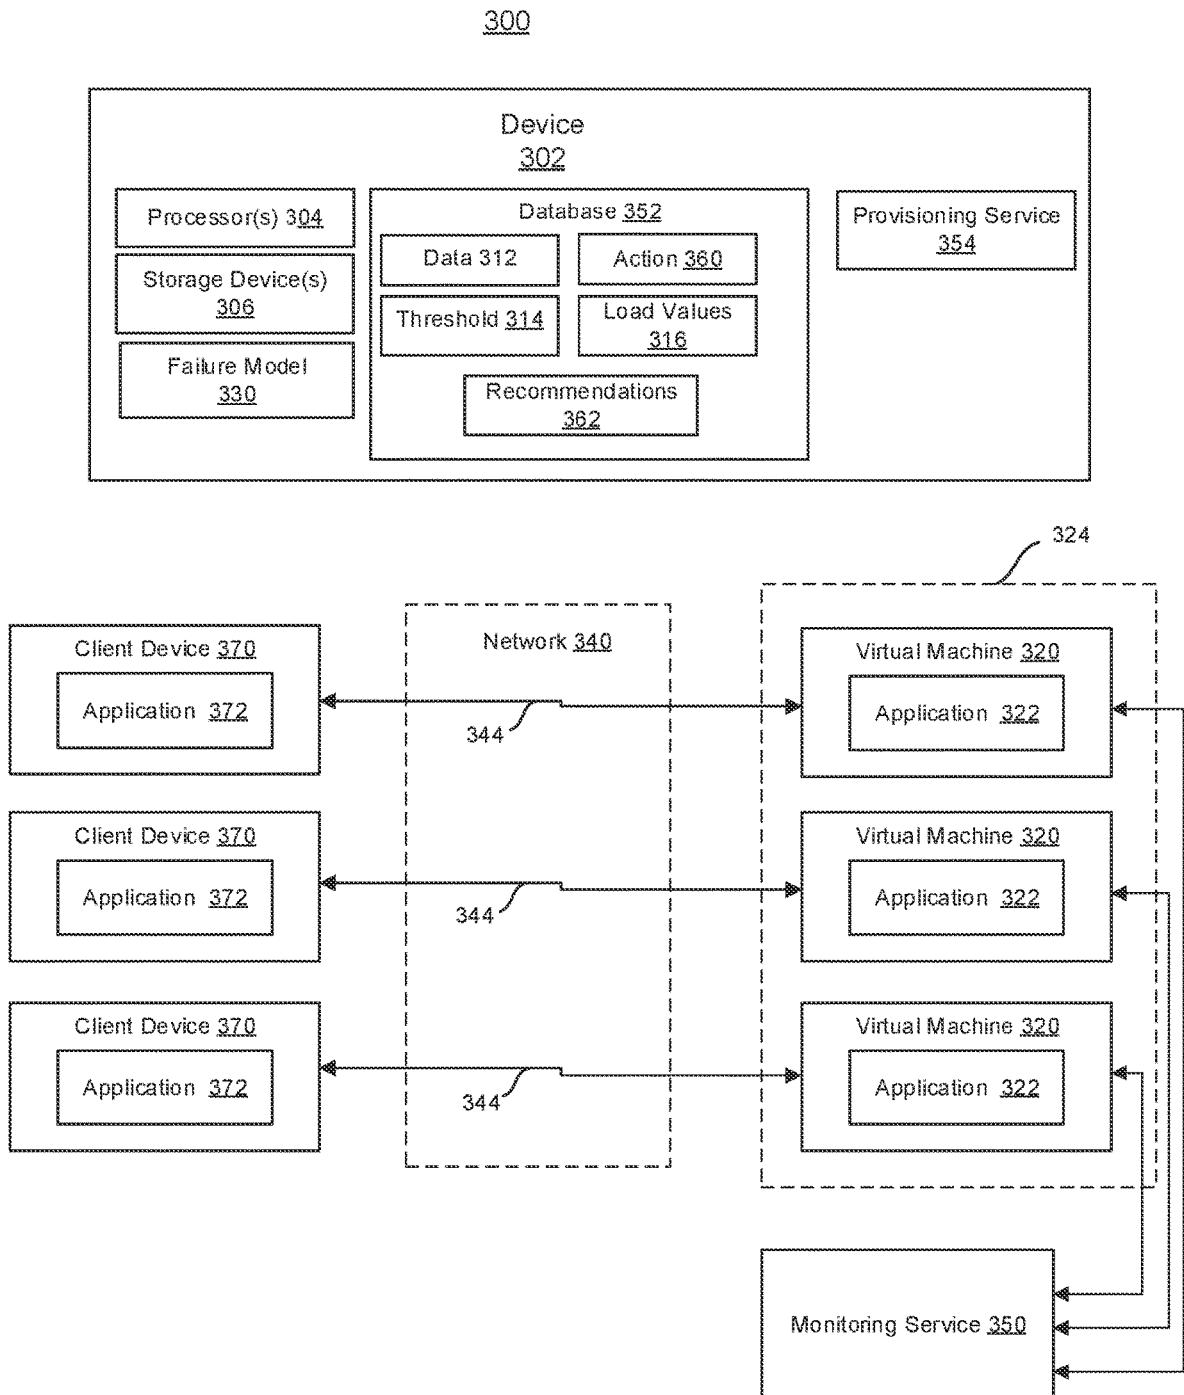 300
Device
302
Processor(s) 304
Storage Device(s)
306
Failure Model
330
Database 352
Data 312
Action 360
Threshold 314
Load Values
316
Recommendations
362
Provisioning Service
354
324
Client Device 370
Application 372
Network 340
344
Virtual Machine 320
Application 322
Client Device 370
Application 372
344
Virtual Machine 320
Application 322
Client Device 370
Application 372
344
Virtual Machine 320
Application 322
Monitoring Service 350